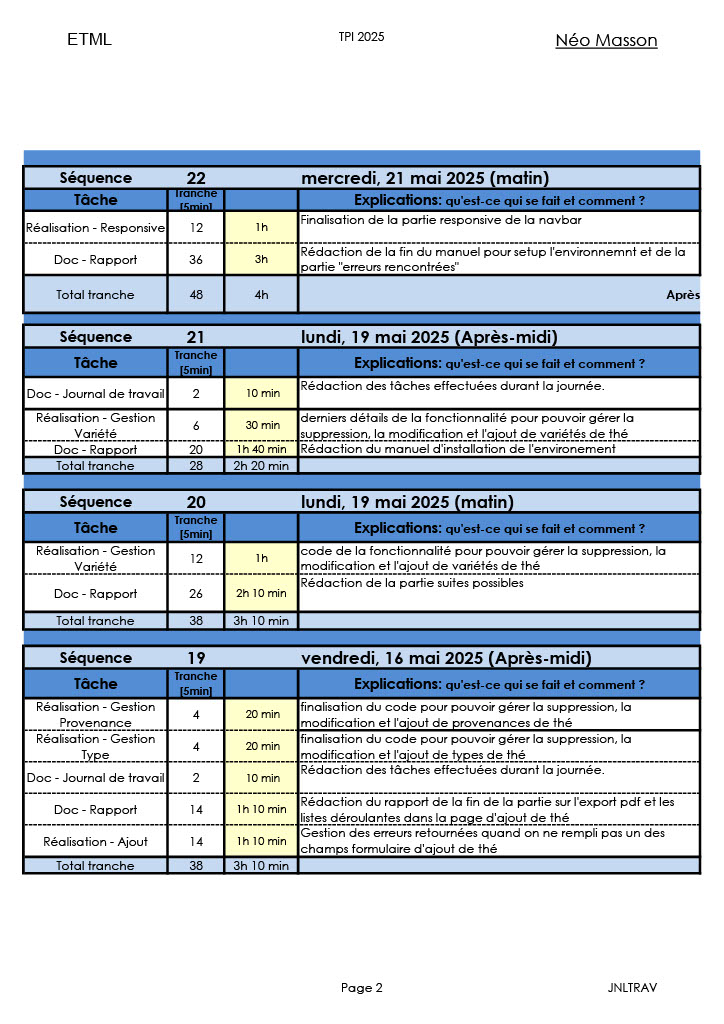 ETML TPI 2025 Néo Masson
Séquence 22 mercredi, 21 mai 2025 (matin)
Tâche Tranche [5min] Explications: qu'est-ce qui se fait et comment ?
Réalisation - Responsive 12 1h Finalisation de la partie responsive de la navbar
Doc - Rapport 36 3h Rédaction de la fin du manuel pour setup l'environnemnt et de la
partie "erreurs rencontrées"
Total tranche 48 4h Après
Séquence 21 lundi, 19 mai 2025 (Après-midi)
Tâche Tranche [5min] Explications: qu'est-ce qui se fait et comment ?
Doc - Journal de travail 2 10 min Rédaction des tâches effectuées durant la journée.
Réalisation - Gestion Variété 6 30 min derniers détails de la fonctionnalité pour pouvoir gérer la
suppression, la modification et l'ajout de variétés de thé
Doc - Rapport 20 1h 40 min Rédaction du manuel d'installation de l'environement
Total tranche 28 2h 20 min
Séquence 20 lundi, 19 mai 2025 (matin)
Tâche Tranche [5min] Explications: qu'est-ce qui se fait et comment ?
Réalisation - Gestion Variété 12 1h code de la fonctionnalité pour pouvoir gérer la suppression, la
modification et l'ajout de variétés de thé
Doc - Rapport 26 2h 10 min Rédaction de la partie suites possibles
Total tranche 38 3h 10 min
Séquence 19 vendredi, 16 mai 2025 (Après-midi)
Tâche Tranche [5min] Explications: qu'est-ce qui se fait et comment ?
Réalisation - Gestion Provenance 4 20 min finalisation du code pour pouvoir gérer la suppression, la
modification et l'ajout de provenances de thé
Réalisation - Gestion Type 4 20 min finalisation du code pour pouvoir gérer la suppression, la
modification et l'ajout de types de thé
Doc - Journal de travail 2 10 min Rédaction des tâches effectuées durant la journée.
Doc - Rapport 14 1h 10 min Rédaction du rapport de la fin de la partie sur l'export pdf et les
listes déroulantes dans la page d'ajout de thé
Réalisation - Ajout 14 1h 10 min Gestion des erreurs retournées quand on ne rempli pas un des
champs formulaire d'ajout de thé
Total tranche 38 3h 10 min
Page 2 JNLTRAV